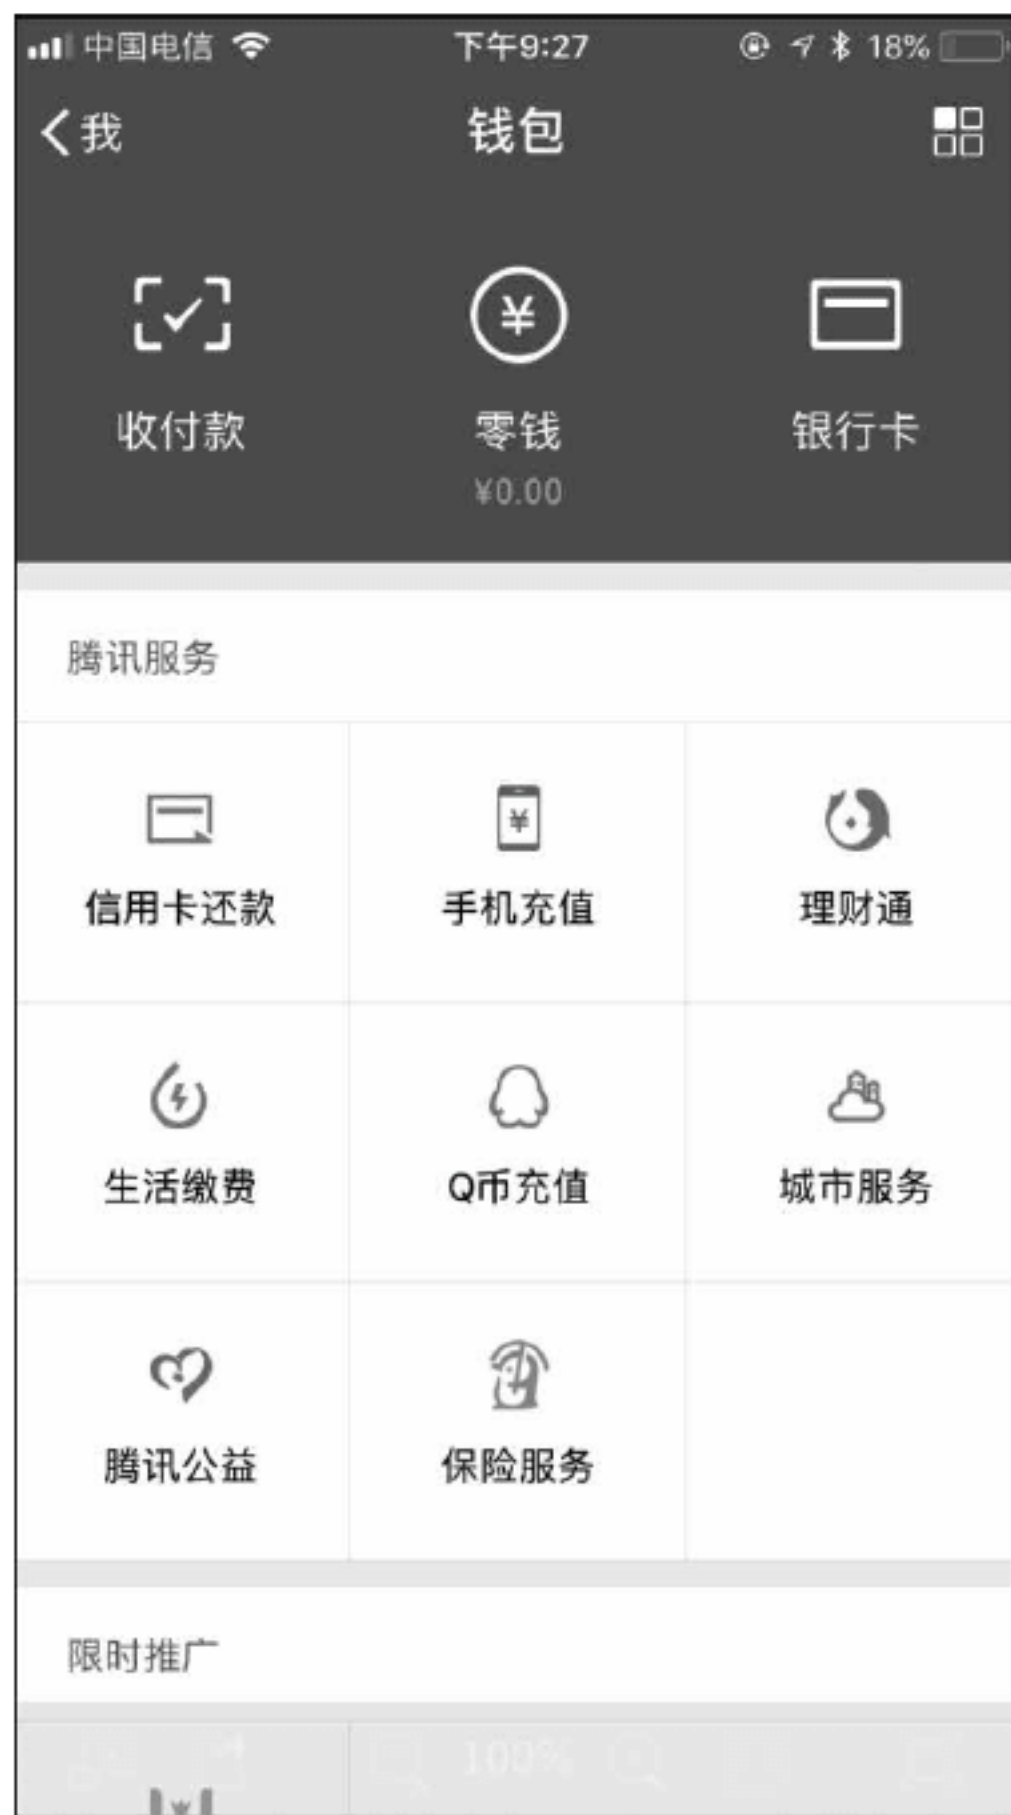 中国电信 下午9:27 18%
我 钱包
收付款 零钱 银行卡
¥0.00
腾讯服务
信用卡还款 手机充值 理财通
生活缴费 Q币充值 城市服务
腾讯公益 保险服务
限时推广
100%